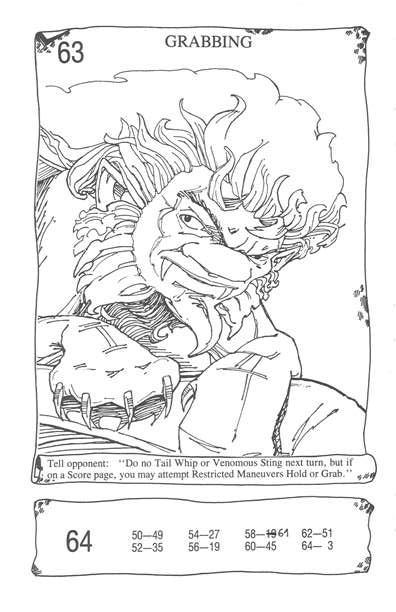 GRABBING
63
Tell opponent: "Do no Tail Whip or Venomous Sting next turn, but if
on a Score page, you may attempt Restricted Maneuvers Hold or Grab."
64
50—49 54—27 58—19 61 62—51
52—35 56—19 60—45 64— 3